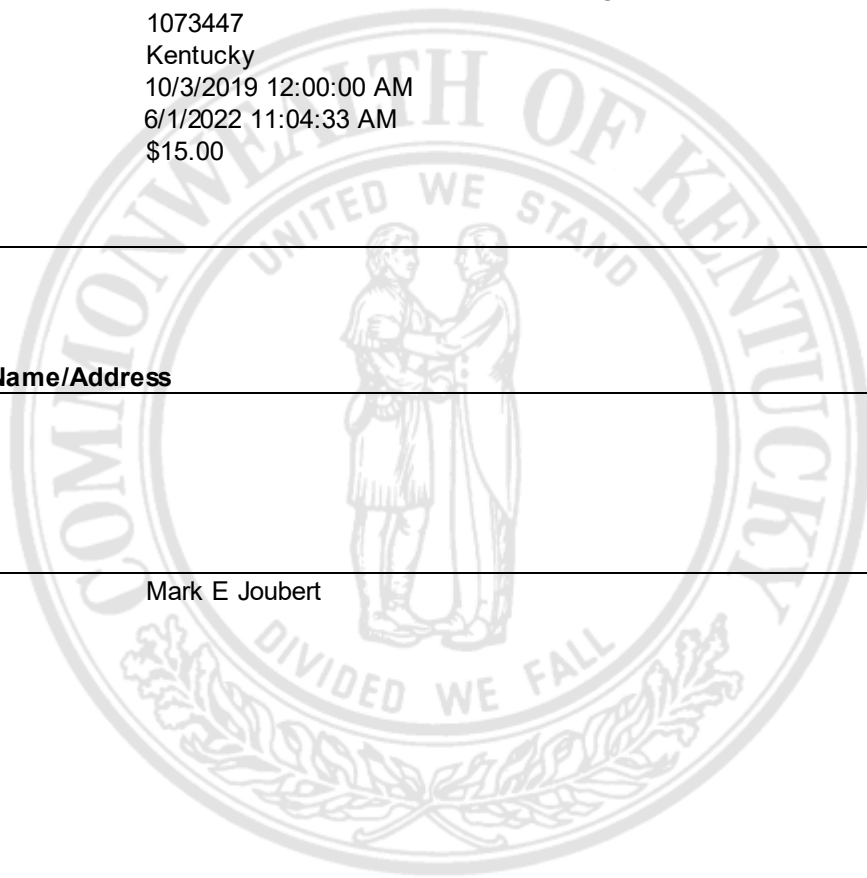 1073447
Kentucky
10/3/2019 12:00:00 AM
6/1/2022 11:04:33 AM
$15.00
COMMONWEALTH OF KENTUCKY
UNITED WE STAND
Name/Address
Mark E Joubert
DIVIDED WE FALL